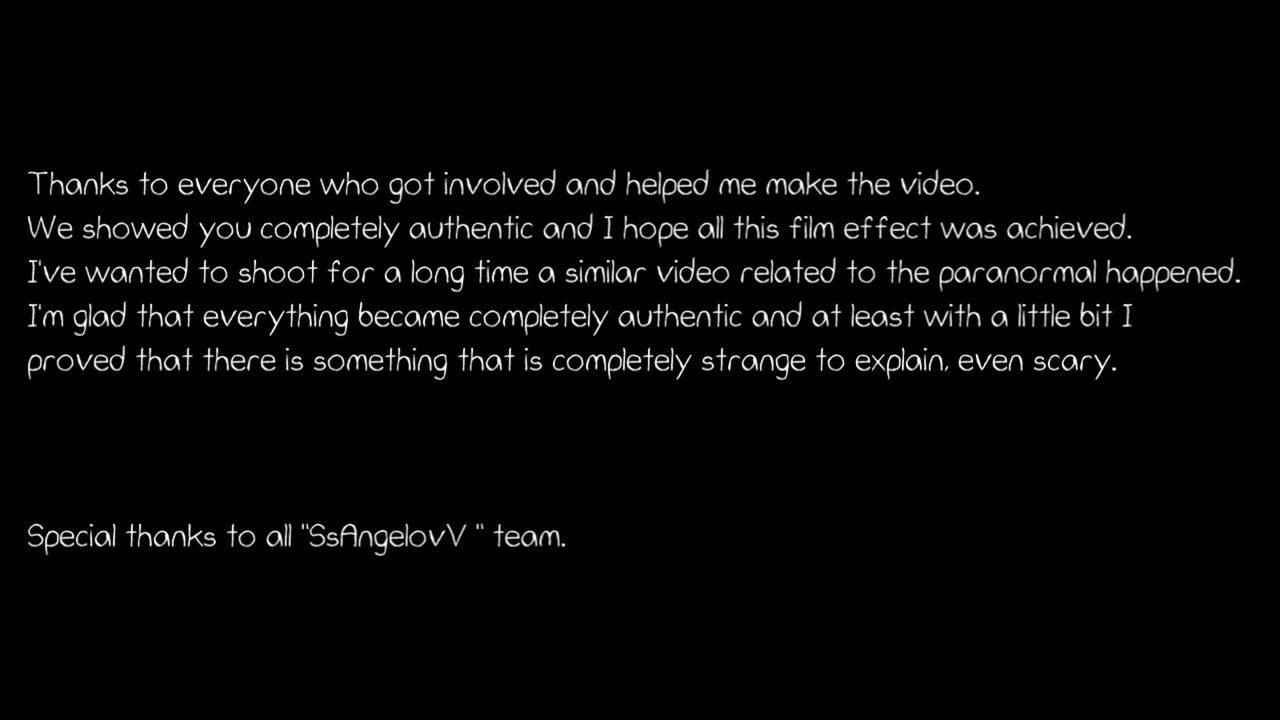 Thanks to everyone who got involved and helped me make the video.
We showed you completely authentic and I hope all this film effect was achieved.
I've wanted to shoot for a long time a similar video related to the paranormal happened.
I'm glad that everything became completely authentic and at least with a little bit I
proved that there is something that is completely strange to explain, even scary.
Special thanks to all "SsAngelovV " team.